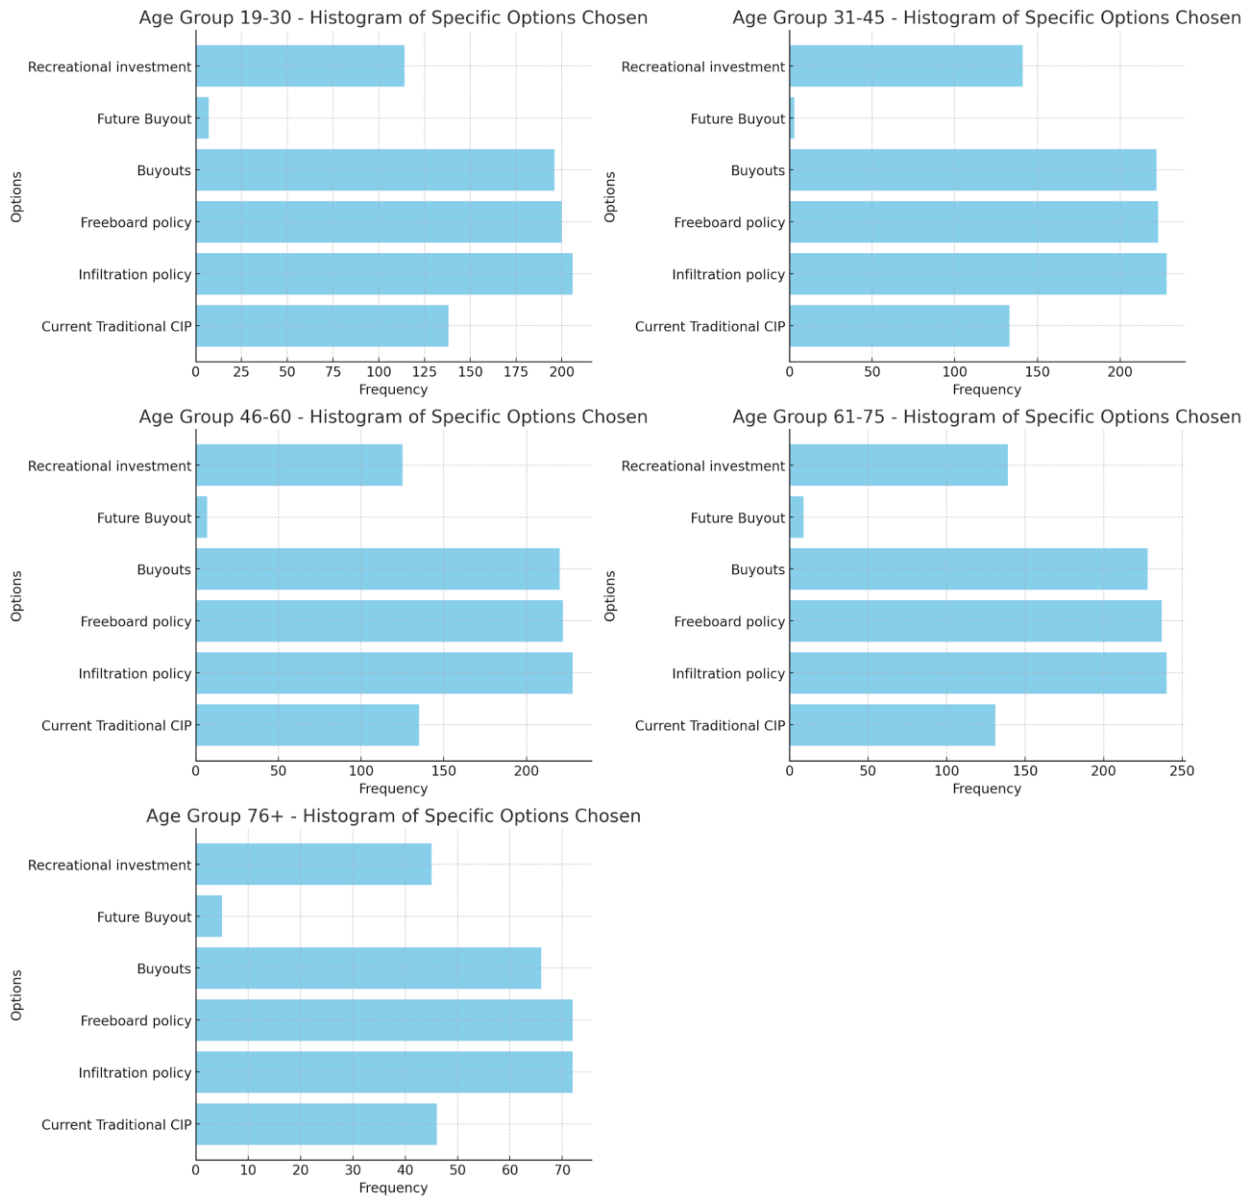 Age Group 19-30 - Histogram of Specific Options Chosen
Options
Recreational investment
Future Buyout
Buyouts
Freeboard policy
Infiltration policy
Current Traditional CIP
0 25 50 75 100 125 150 175 200
Frequency
Age Group 31-45 - Histogram of Specific Options Chosen
Options
Recreational investment
Future Buyout
Buyouts
Freeboard policy
Infiltration policy
Current Traditional CIP
0 50 100 150 200
Frequency
Age Group 46-60 - Histogram of Specific Options Chosen
Options
Recreational investment
Future Buyout
Buyouts
Freeboard policy
Infiltration policy
Current Traditional CIP
0 50 100 150 200
Frequency
Age Group 61-75 - Histogram of Specific Options Chosen
Options
Recreational investment
Future Buyout
Buyouts
Freeboard policy
Infiltration policy
Current Traditional CIP
0 50 100 150 200 250
Frequency
Age Group 76+ - Histogram of Specific Options Chosen
Options
Recreational investment
Future Buyout
Buyouts
Freeboard policy
Infiltration policy
Current Traditional CIP
0 10 20 30 40 50 60 70
Frequency